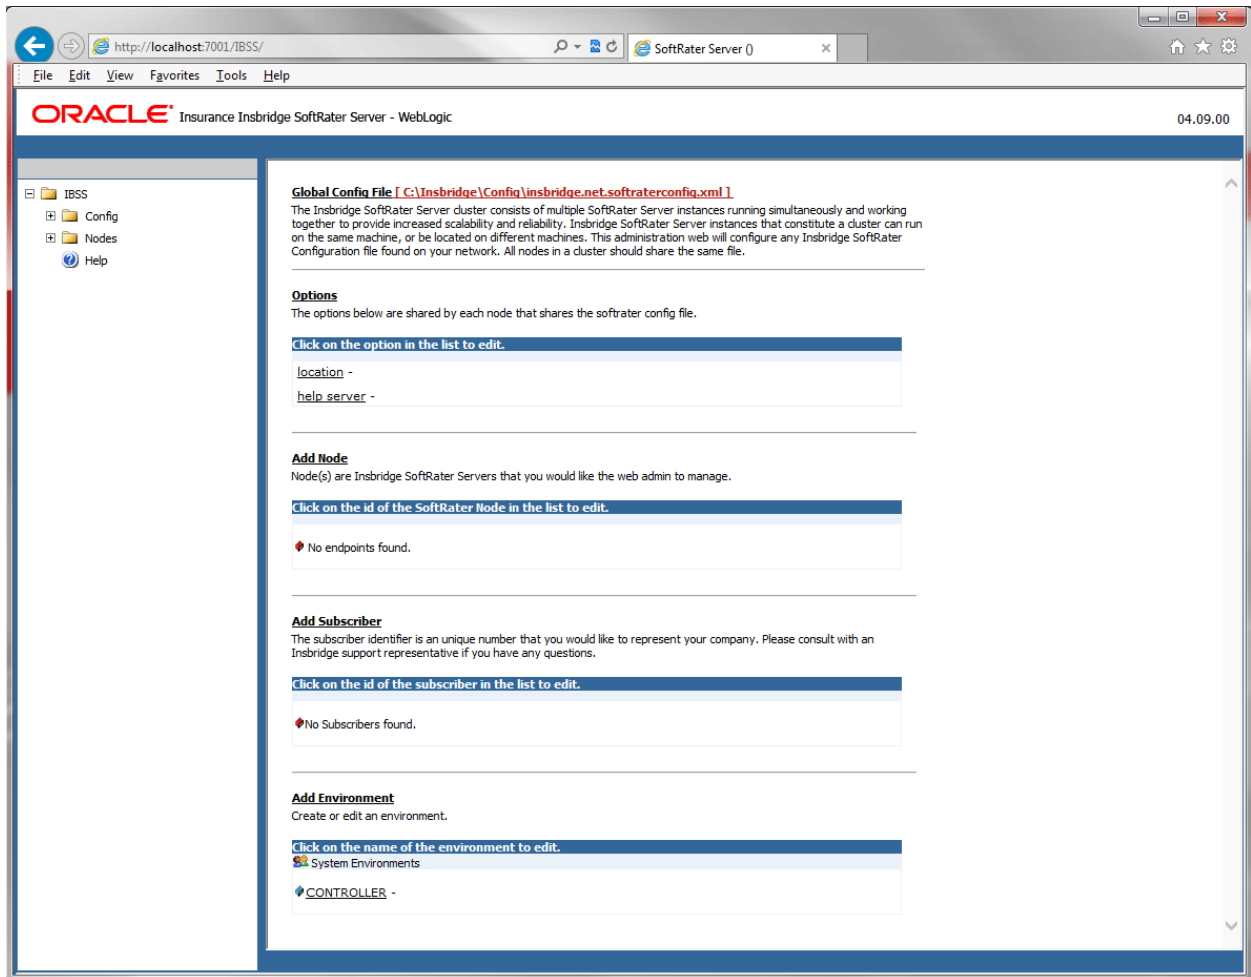 http://localhost:7001/IBSS/
SoftRater Server ()
File Edit View Favorites Tools Help
ORACLE Insurance Insbridge SoftRater Server - WebLogic
04.09.00
IBSS
Config
Nodes
Help
Global Config File [ C:\Insbridge\Config\insbridge.net.softraterconfig.xml ]
The Insbridge SoftRater Server cluster consists of multiple SoftRater Server instances running simultaneously and working
together to provide increased scalability and reliability. Insbridge SoftRater Server instances that constitute a cluster can run
on the same machine, or be located on different machines. This administration web will configure any Insbridge SoftRater
Configuration file found on your network. All nodes in a cluster should share the same file.
Options
The options below are shared by each node that shares the softrater config file.
Click on the option in the list to edit.
location -
help server -
Add Node
Node(s) are Insbridge SoftRater Servers that you would like the web admin to manage.
Click on the id of the SoftRater Node in the list to edit.
No endpoints found.
Add Subscriber
The subscriber identifier is an unique number that you would like to represent your company. Please consult with an
Insbridge support representative if you have any questions.
Click on the id of the subscriber in the list to edit.
No Subscribers found.
Add Environment
Create or edit an environment.
Click on the name of the environment to edit.
System Environments
CONTROLLER -